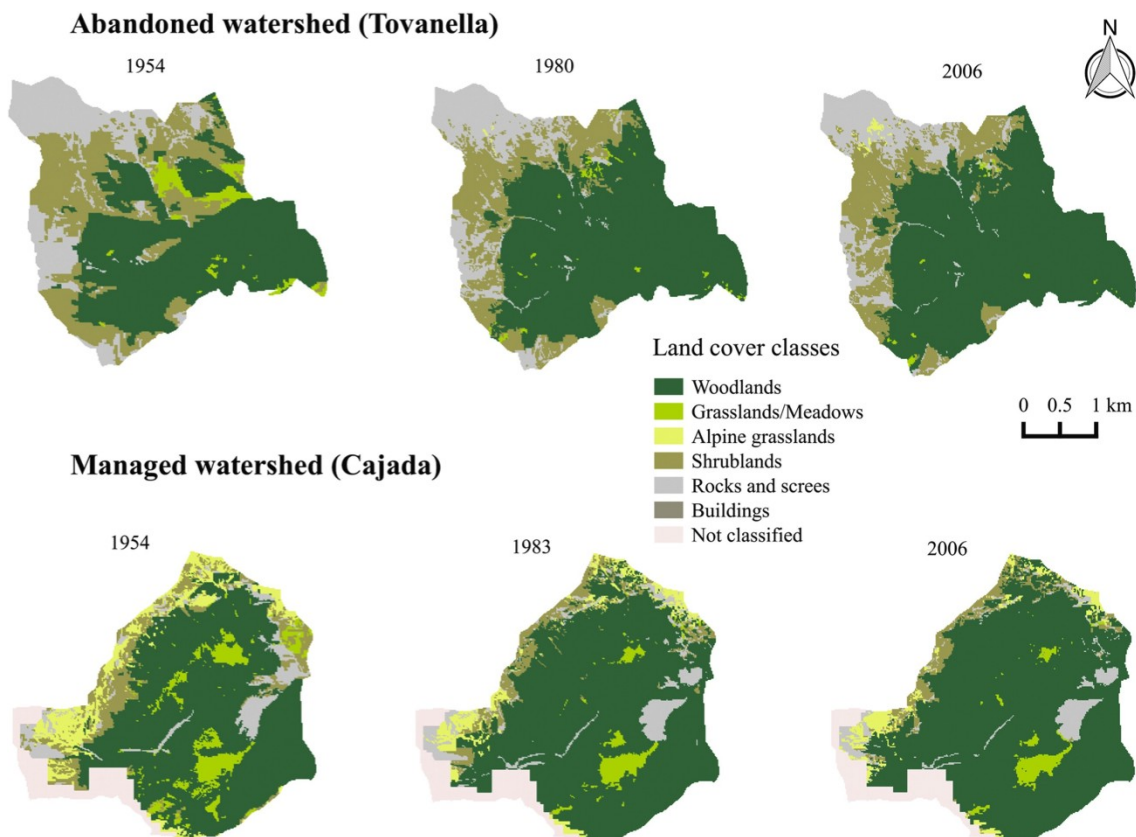 Abandoned watershed (Tovanella)
N
1954
1980
2006
Land cover classes
Woodlands
Grasslands/Meadows
Alpine grasslands
Shrublands
Rocks and screes
Buildings
Not classified
0 0.5 1 km
Managed watershed (Cajada)
1954
1983
2006